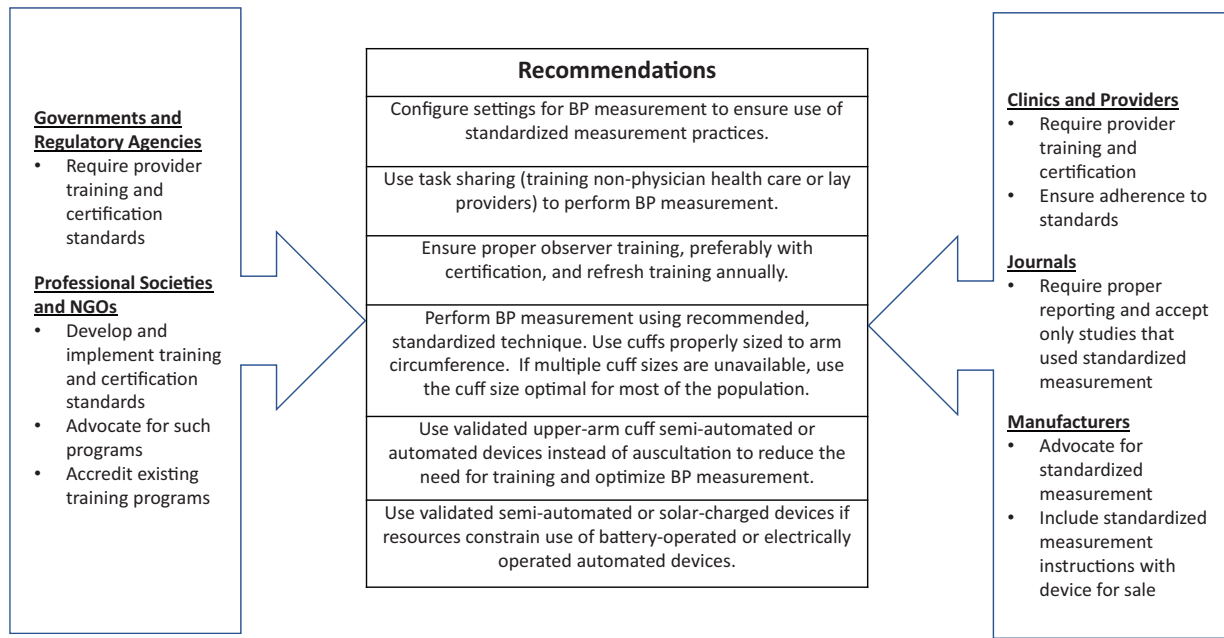 Governments and
Regulatory Agencies
• Require provider
training and
certification
standards
Professional Societies
and NGOs
• Develop and
implement training
and certification
standards
• Advocate for such
programs
• Accredit existing
training programs
Recommendations
Configure settings for BP measurement to ensure use of
standardized measurement practices.
Use task sharing (training non-physician health care or lay
providers) to perform BP measurement.
Ensure proper observer training, preferably with
certification, and refresh training annually.
Perform BP measurement using recommended,
standardized technique. Use cuffs properly sized to arm
circumference. If multiple cuff sizes are unavailable, use
the cuff size optimal for most of the population.
Use validated upper-arm cuff semi-automated or
automated devices instead of auscultation to reduce the
need for training and optimize BP measurement.
Use validated semi-automated or solar-charged devices if
resources constrain use of battery-operated or electrically
operated automated devices.
Clinics and Providers
• Require provider
training and
certification
• Ensure adherence to
standards
Journals
• Require proper
reporting and accept
only studies that
used standardized
measurement
Manufacturers
• Advocate for
standardized
measurement
• Include standardized
measurement
instructions with
device for sale